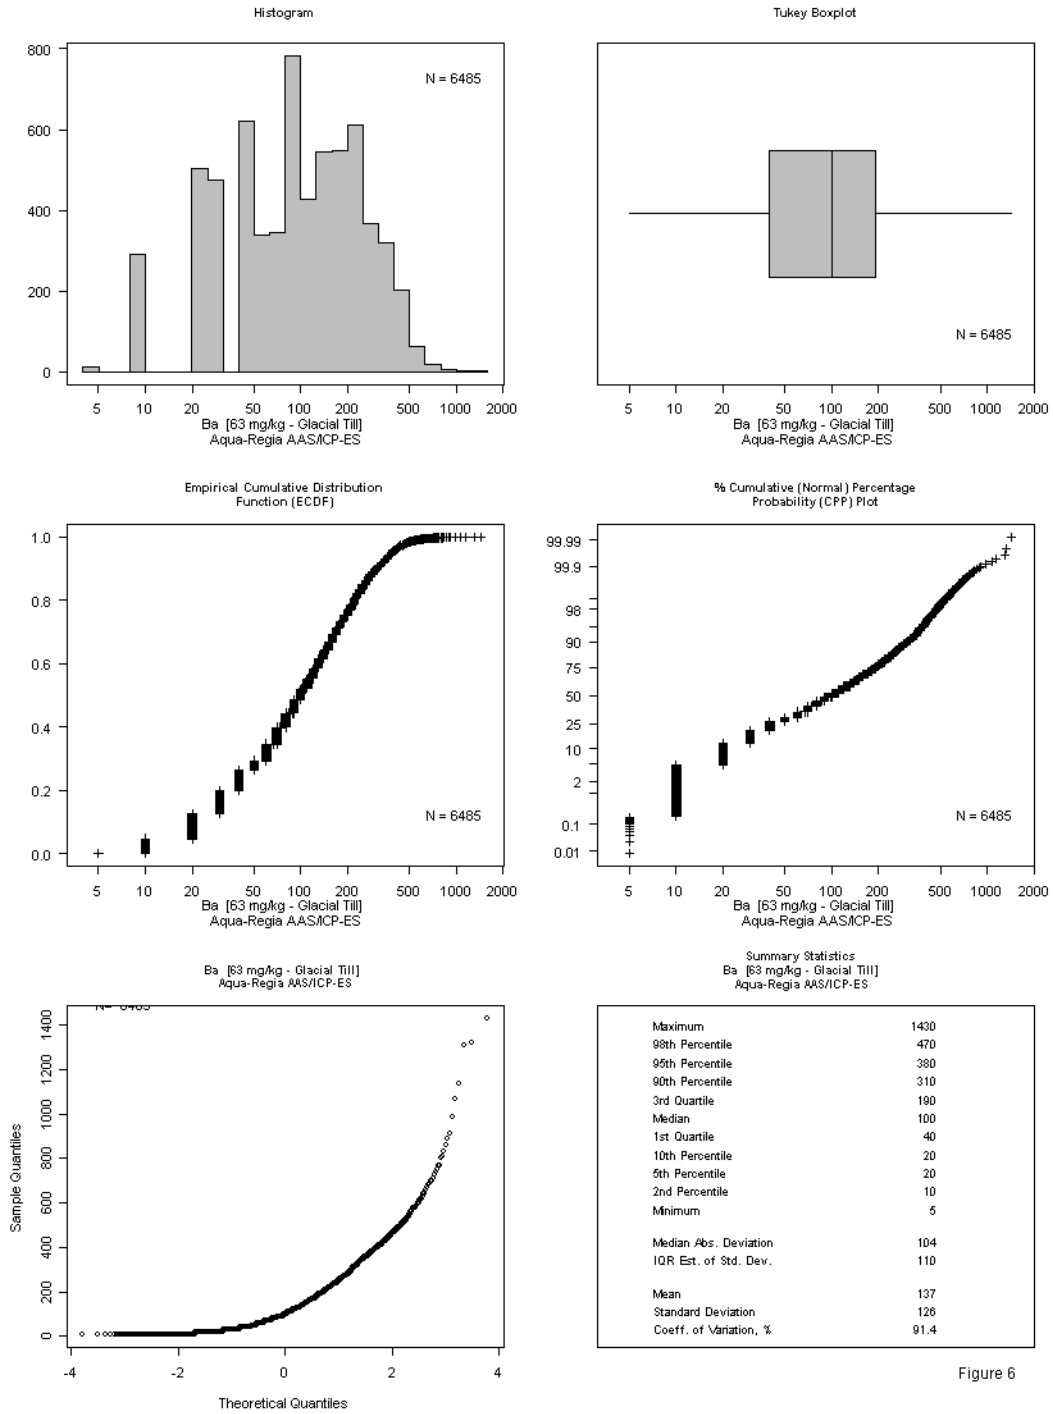 Histogram
800
600
400
200
0
N = 6485
5 10 20 50 100 200 500 1000 2000
Ba [63 mg/kg - Glacial Till]
Aqua-Regia AAS/ICP-ES
Tukey Boxplot
N = 6485
5 10 20 50 100 200 500 1000 2000
Ba [63 mg/kg - Glacial Till]
Aqua-Regia AAS/ICP-ES
Empirical Cumulative Distribution
Function (ECDF)
1.0
0.8
0.6
0.4
0.2
0.0
N = 6485
5 10 20 50 100 200 500 1000 2000
Ba [63 mg/kg - Glacial Till]
Aqua-Regia AAS/ICP-ES
% Cumulative (Normal) Percentage
Probability (CPP) Plot
99.99
99.9
98
90
75
50
25
10
2
0.1
0.01
N = 6485
5 10 20 50 100 200 500 1000 2000
Ba [63 mg/kg - Glacial Till]
Aqua-Regia AAS/ICP-ES
Ba [63 mg/kg - Glacial Till]
Aqua-Regia AAS/ICP-ES
N= 6485
1400
1200
1000
800
600
400
200
0
Sample Quantiles
-4 -2 0 2 4
Theoretical Quantiles
Summary Statistics
Ba [63 mg/kg - Glacial Till]
Aqua-Regia AAS/ICP-ES
Maximum 1430
98th Percentile 470
95th Percentile 380
90th Percentile 310
3rd Quartile 190
Median 100
1st Quartile 40
10th Percentile 20
5th Percentile 20
2nd Percentile 10
Minimum 5
Median Abs. Deviation 104
IQR Est. of Std. Dev. 110
Mean 137
Standard Deviation 126
Coeff. of Variation, % 91.4
Figure 6